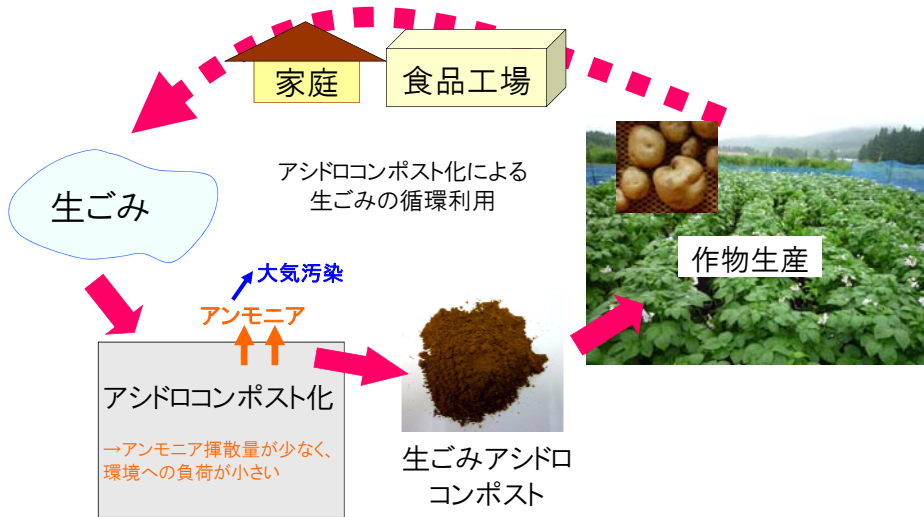 家庭
食品工場
アシドロコンポスト化による
生ごみの循環利用
生ごみ
作物生産
大気汚染
アンモニア
アシドロコンポスト化
→アンモニア揮散量が少なく、
環境への負荷が小さい
生ごみアシドロ
コンポスト